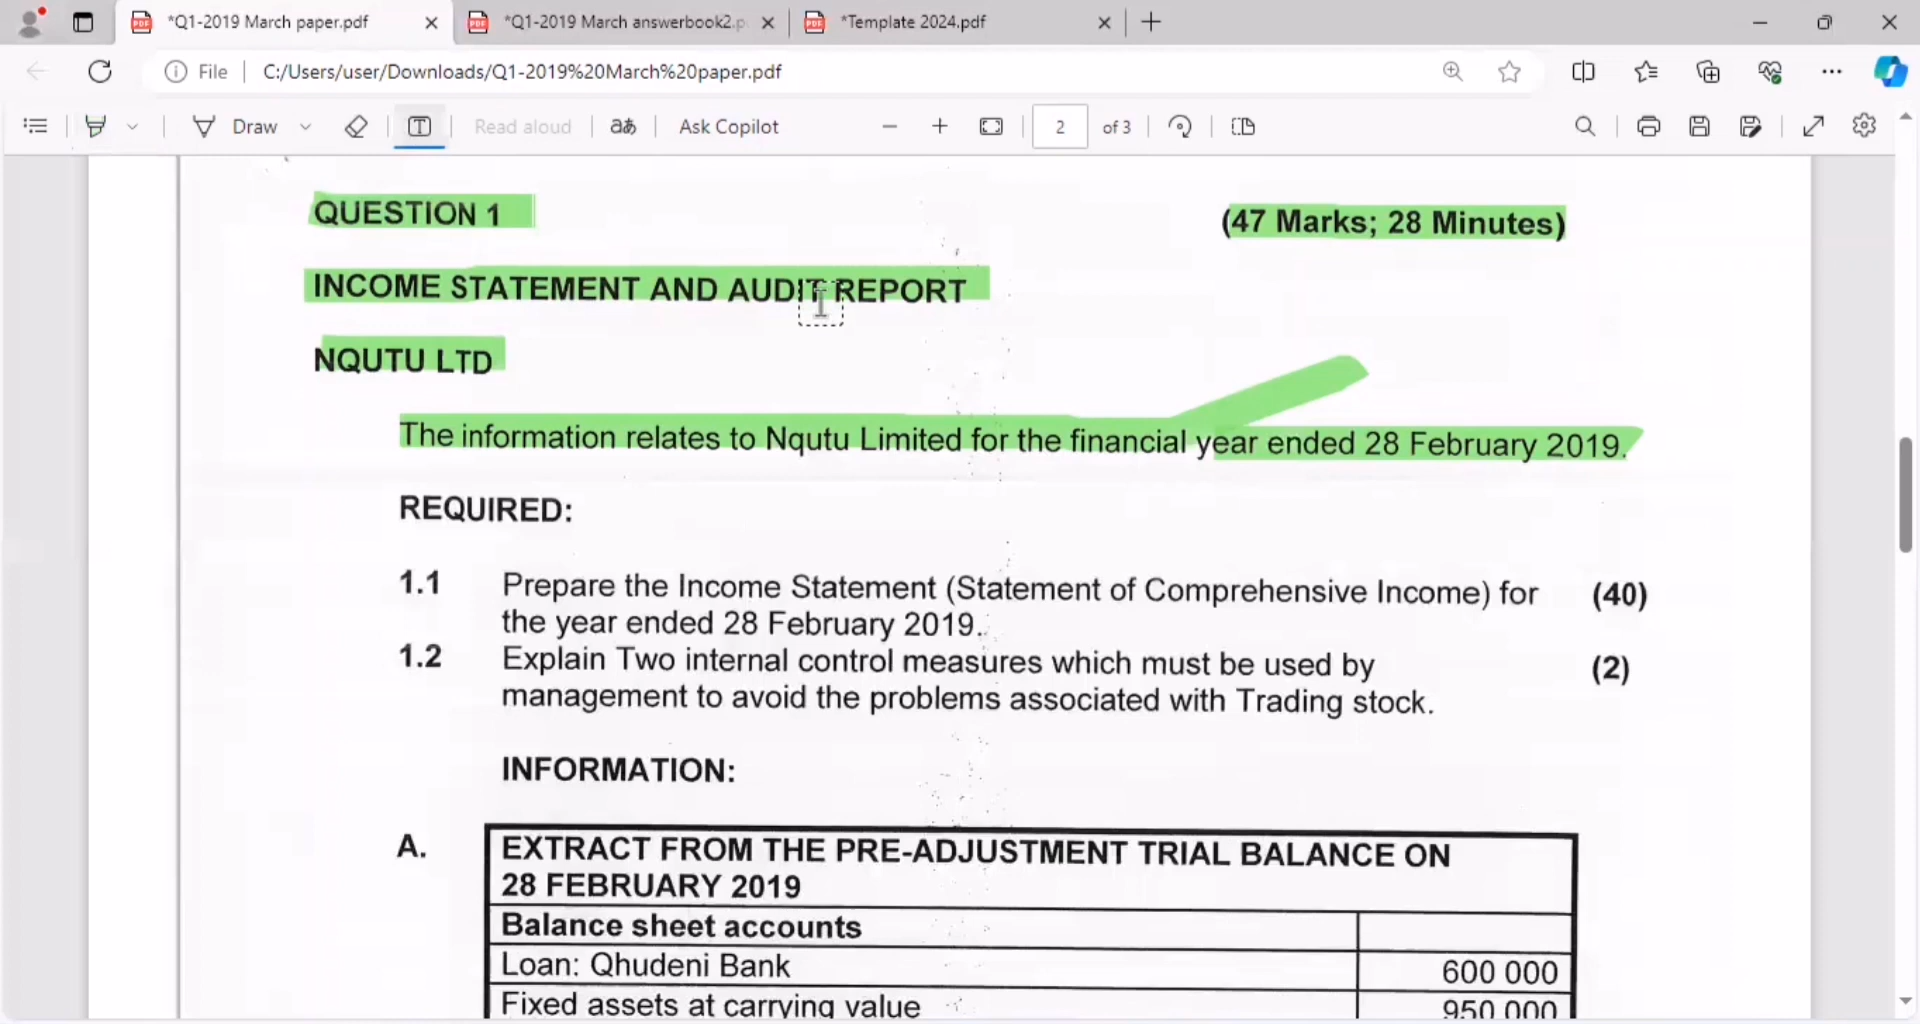 *Q1-2019 March paper.pdf
*Q1-2019 March answerbook2.p
*Template 2024.pdf
File
C:/Users/user/Downloads/Q1-2019%20March%20paper.pdf
Draw
Read aloud
Ask Copilot
2
of 3
QUESTION 1
(47 Marks; 28 Minutes)
INCOME STATEMENT AND AUDIT REPORT
NQUTU LTD
The information relates to Nqutu Limited for the financial year ended 28 February 2019.
REQUIRED:
1.1 Prepare the Income Statement (Statement of Comprehensive Income) for (40)
the year ended 28 February 2019.
1.2 Explain Two internal control measures which must be used by (2)
management to avoid the problems associated with Trading stock.
INFORMATION:
A. EXTRACT FROM THE PRE-ADJUSTMENT TRIAL BALANCE ON
28 FEBRUARY 2019
Balance sheet accounts
Loan: Qhudeni Bank 600 000
Fixed assets at carrying value 950 000